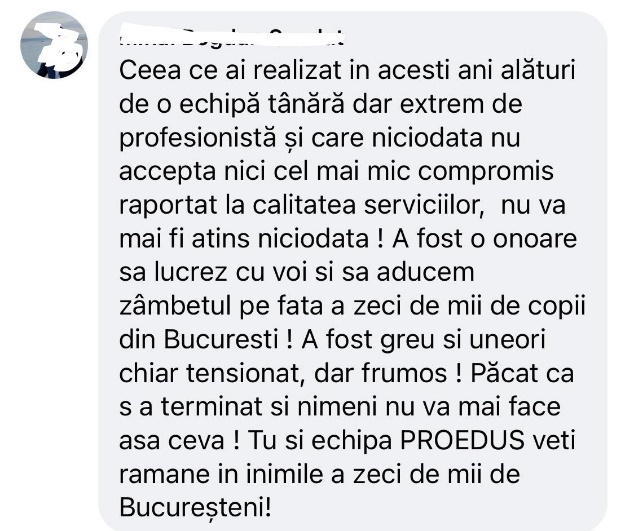 Ceea ce ai realizat in acesti ani alături
de o echipă tânără dar extrem de
profesionistă și care niciodata nu
accepta nici cel mai mic compromis
raportat la calitatea serviciilor,  nu va
mai fi atins niciodata ! A fost o onoare
sa lucrez cu voi si sa aducem
zâmbetul pe fata a zeci de mii de copii
din Bucuresti ! A fost greu si uneori
chiar tensionat, dar frumos ! Păcat ca
s a terminat si nimeni nu va mai face
asa ceva ! Tu si echipa PROEDUS veti
ramane in inimile a zeci de mii de
Bucureșteni!